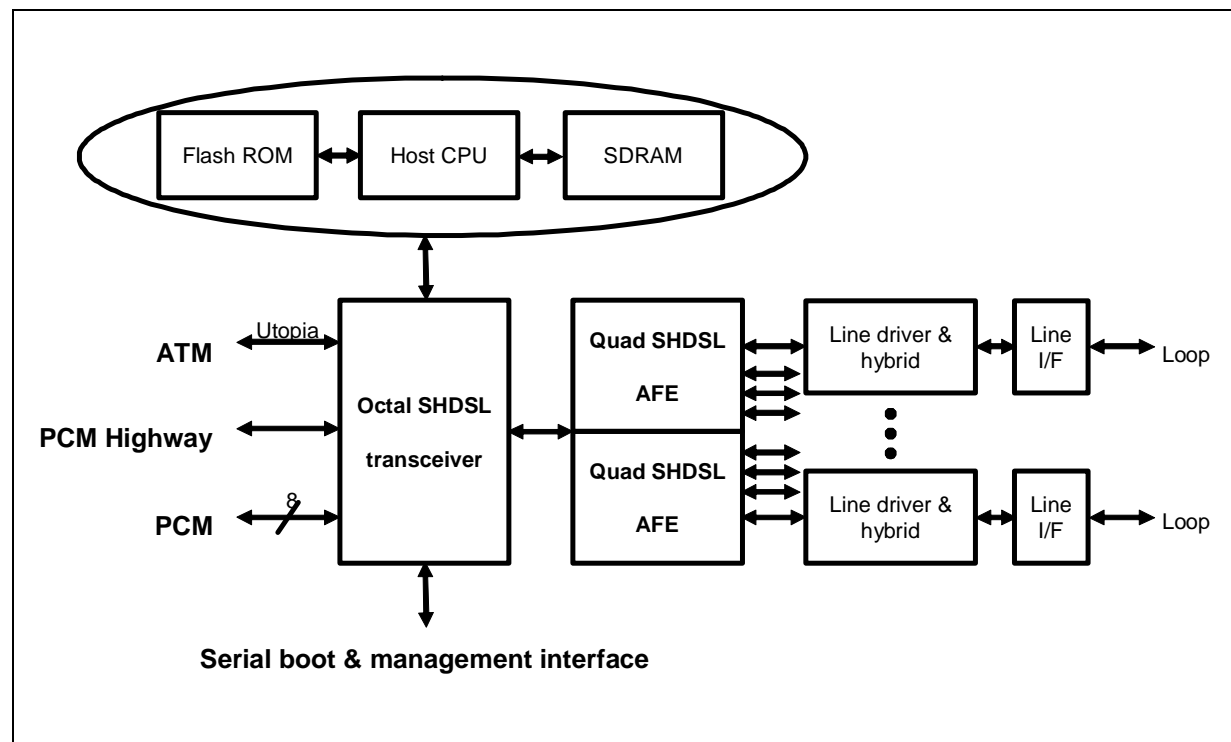 Flash ROM
Host CPU
SDRAM
Utopia
ATM
PCM Highway
8
PCM
Octal SHDSL
transceiver
Quad SHDSL
AFE
Quad SHDSL
AFE
Line driver &
hybrid
Line
I/F
Loop
Line driver &
hybrid
Line
I/F
Loop
Serial boot & management interface